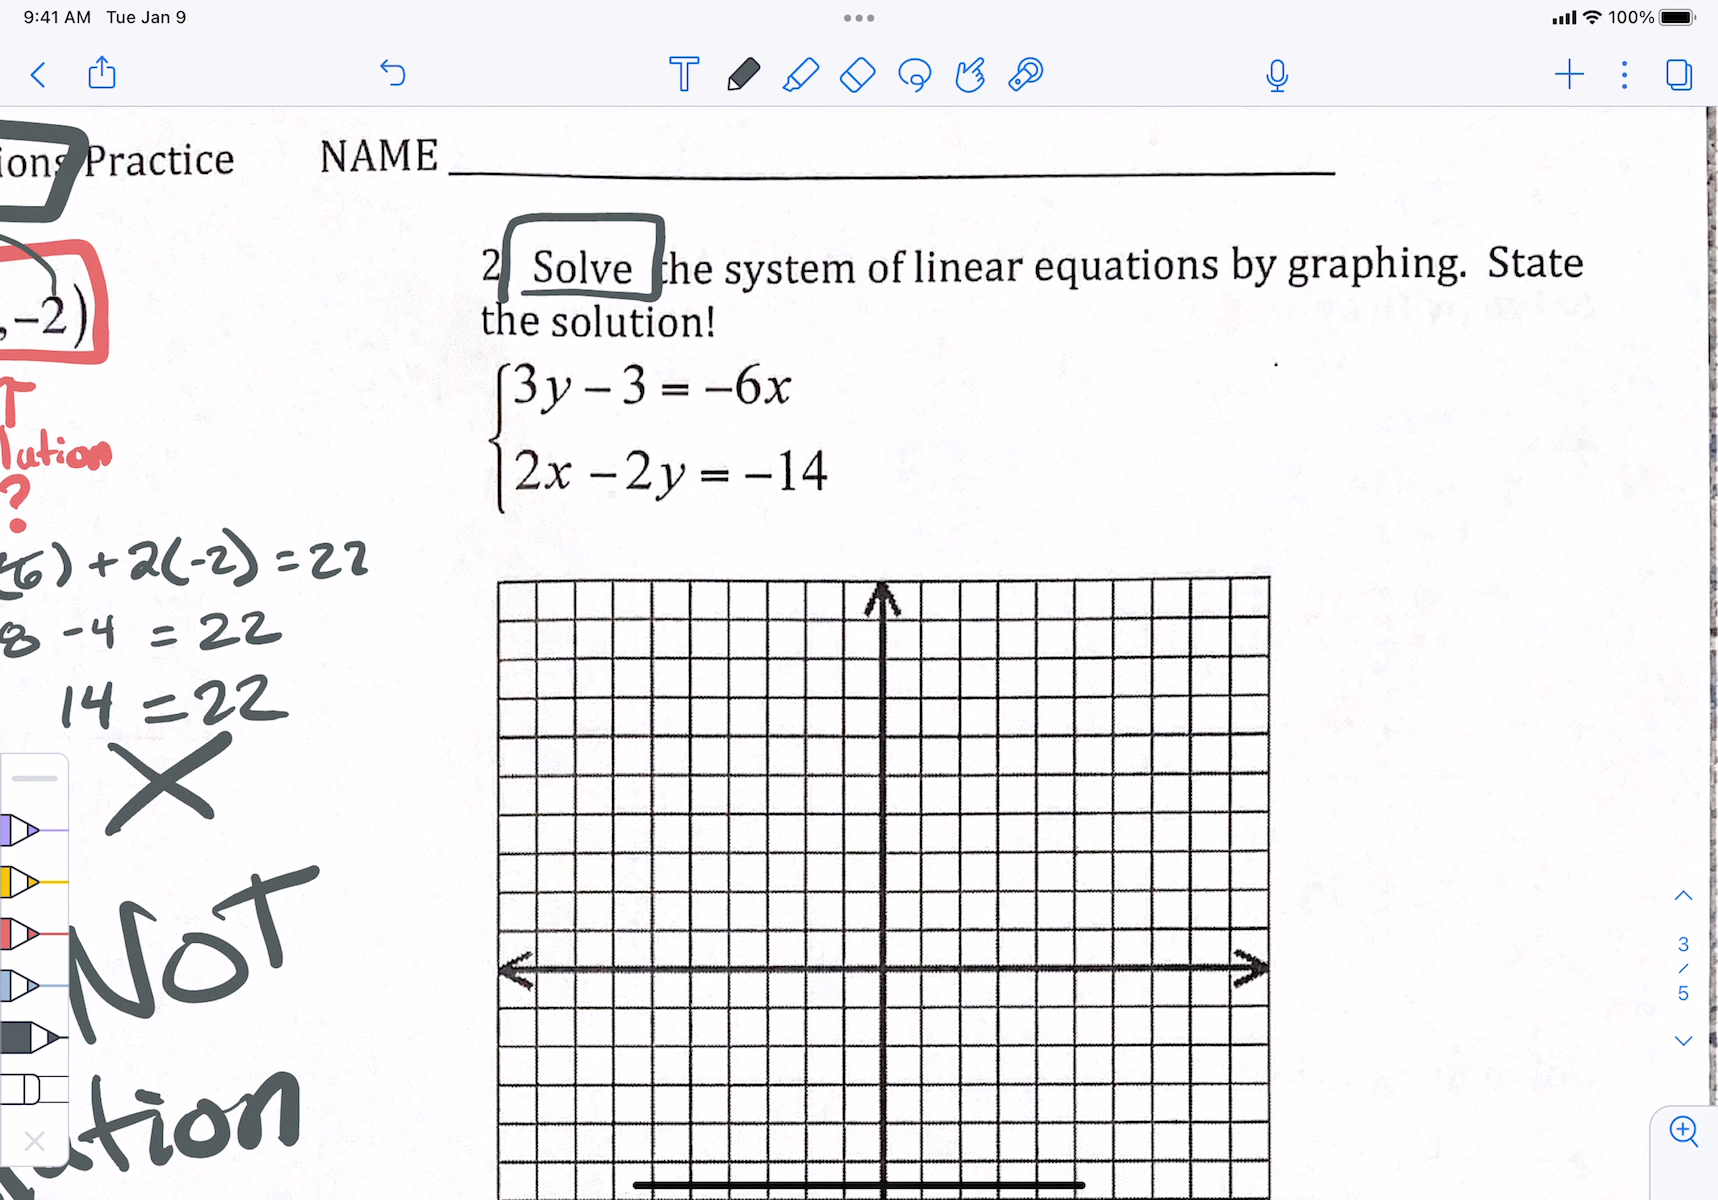 9:41 AM Tue Jan 9
100%
ions Practice NAME
,−2)
2 Solve the system of linear equations by graphing. State
the solution!
3y − 3 = −6x
2x − 2y = −14
lution
?
) + 2(-2) = 22
8 - 4 = 22
14 = 22
NOT
ution
3
/
5